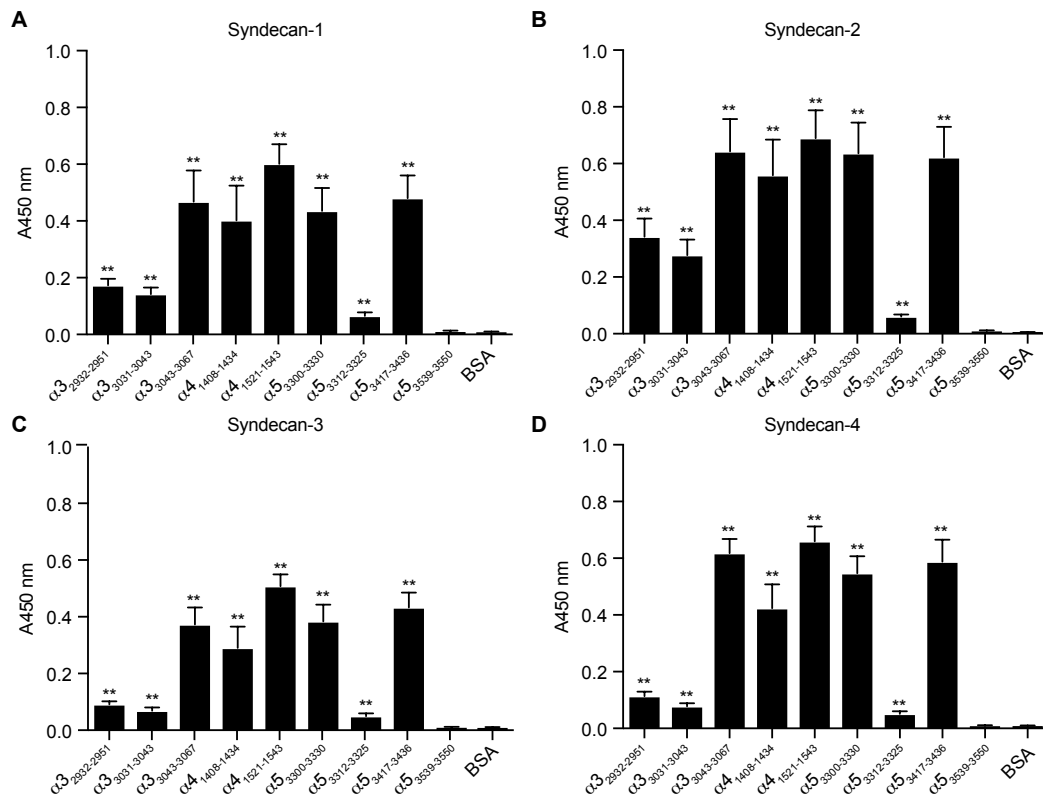 A
Syndecan-1
1.0
0.8
0.6
0.4
0.2
0.0
A450 nm
** ** ** ** ** ** ** **
α3 2932-2951
α3 3031-3043
α3 3043-3067
α4 1408-1434
α4 1521-1543
α5 3300-3330
α5 3312-3325
α5 3417-3436
α5 3539-3550
BSA
B
Syndecan-2
1.0
0.8
0.6
0.4
0.2
0.0
A450 nm
** ** ** ** ** ** ** **
α3 2932-2951
α3 3031-3043
α3 3043-3067
α4 1408-1434
α4 1521-1543
α5 3300-3330
α5 3312-3325
α5 3417-3436
α5 3539-3550
BSA
C
Syndecan-3
1.0
0.8
0.6
0.4
0.2
0.0
A450 nm
** ** ** ** ** ** ** **
α3 2932-2951
α3 3031-3043
α3 3043-3067
α4 1408-1434
α4 1521-1543
α5 3300-3330
α5 3312-3325
α5 3417-3436
α5 3539-3550
BSA
D
Syndecan-4
1.0
0.8
0.6
0.4
0.2
0.0
A450 nm
** ** ** ** ** ** ** **
α3 2932-2951
α3 3031-3043
α3 3043-3067
α4 1408-1434
α4 1521-1543
α5 3300-3330
α5 3312-3325
α5 3417-3436
α5 3539-3550
BSA